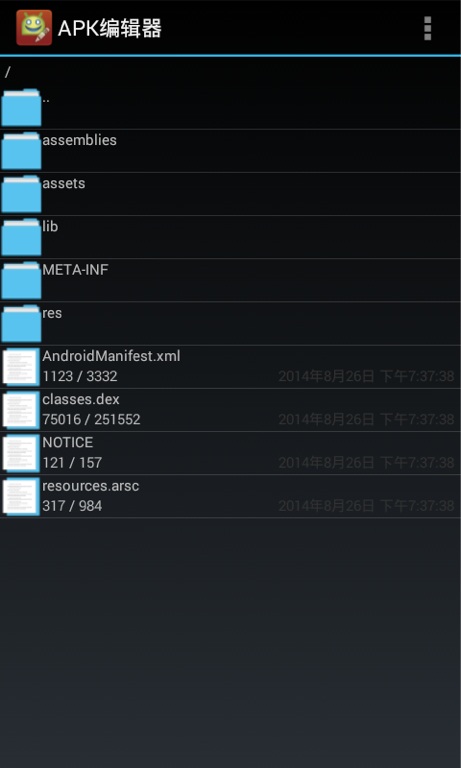 APK编辑器
/
..
assemblies
assets
lib
META-INF
res
AndroidManifest.xml
1123 / 3332 2014年8月26日 下午7:37:38
classes.dex
75016 / 251552 2014年8月26日 下午7:37:38
NOTICE
121 / 157 2014年8月26日 下午7:37:38
resources.arsc
317 / 984 2014年8月26日 下午7:37:38